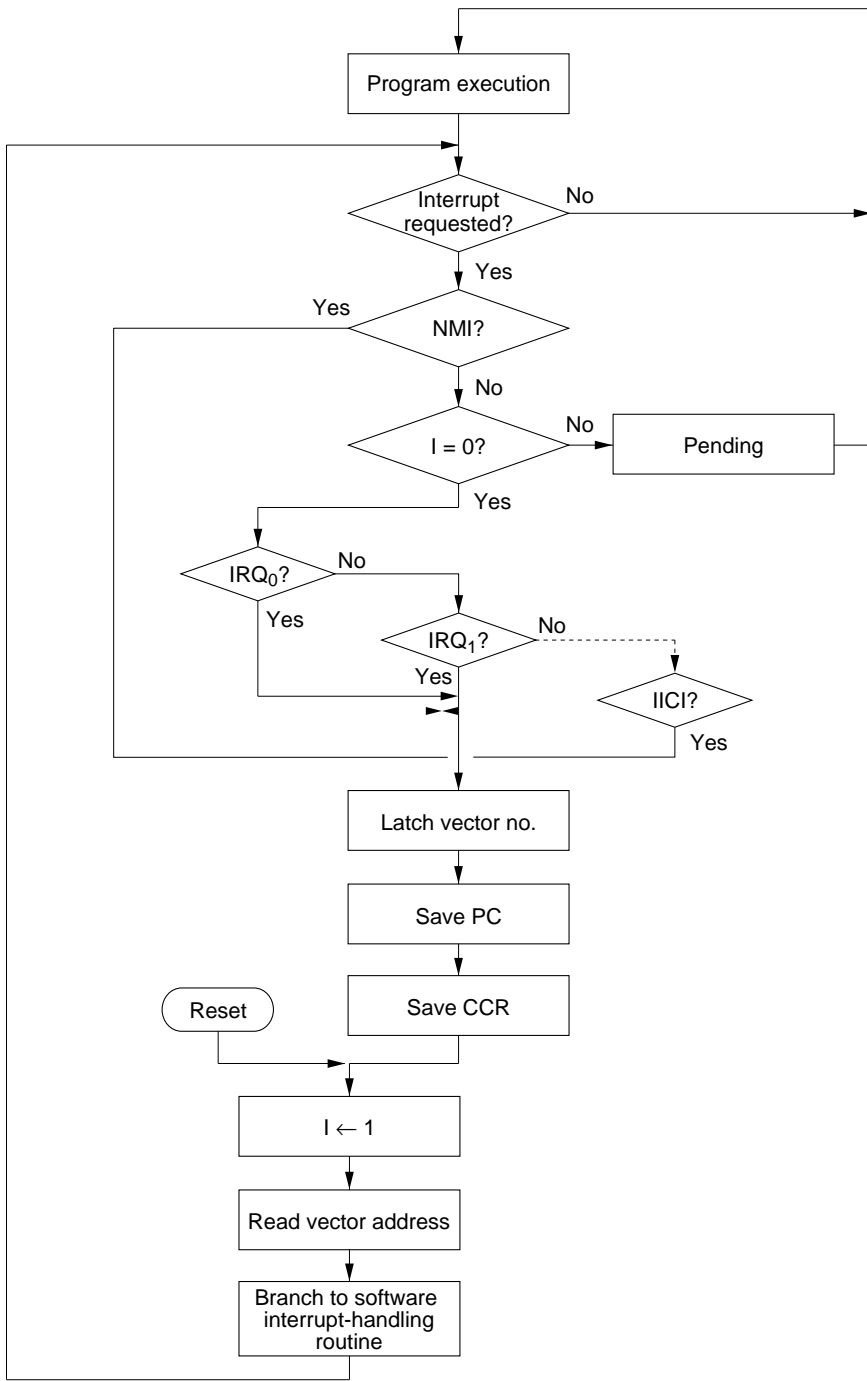 Program execution
Interrupt
requested?
No
Yes
Yes
NMI?
No
I = 0?
No
Pending
Yes
IRQ0?
No
Yes
IRQ1?
No
Yes
IICI?
Yes
Latch vector no.
Save PC
Save CCR
Reset
I ← 1
Read vector address
Branch to software
interrupt-handling
routine